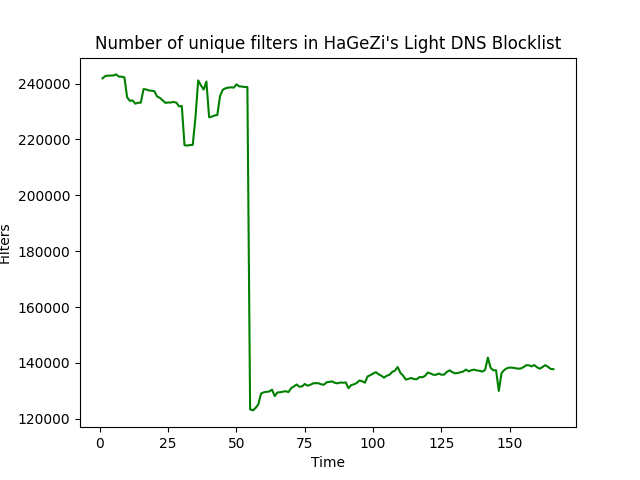 Number of unique filters in HaGeZi's Light DNS Blocklist
240000
220000
200000
180000
160000
140000
120000
Filters
0 25 50 75 100 125 150
Time